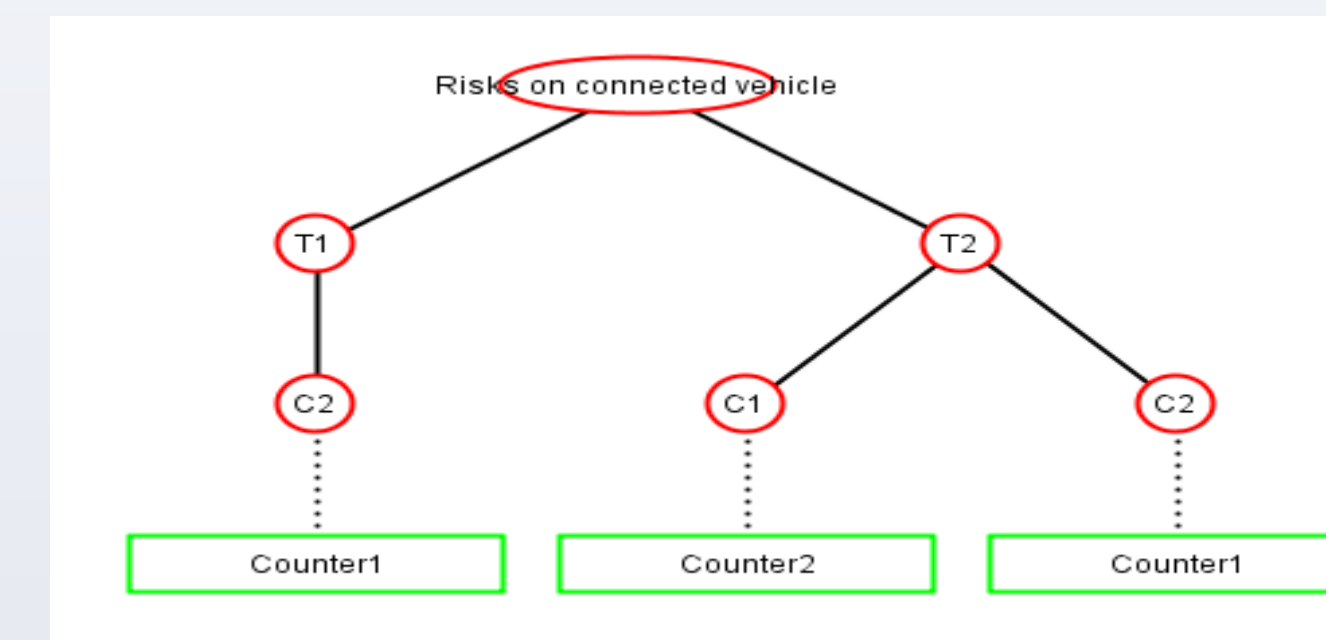 Risks on connected vehicle
T1
T2
C2
C1
C2
Counter1
Counter2
Counter1